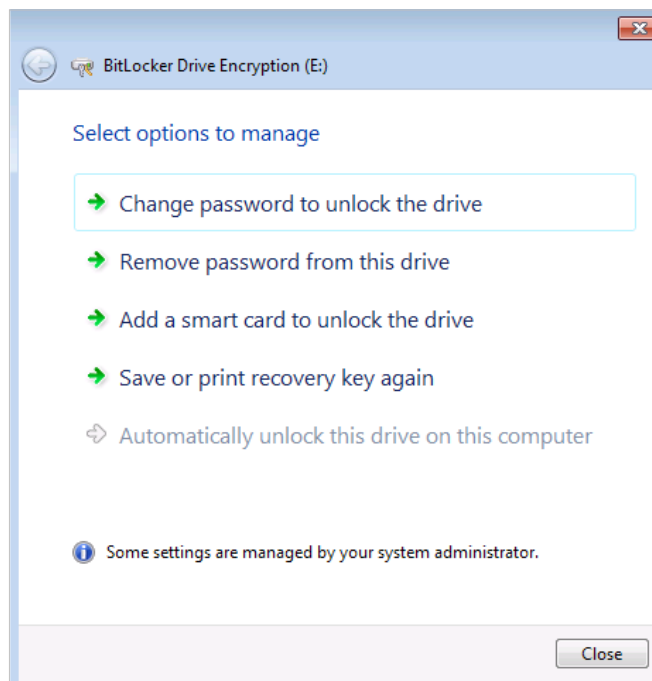 BitLocker Drive Encryption (E:)
Select options to manage
Change password to unlock the drive
Remove password from this drive
Add a smart card to unlock the drive
Save or print recovery key again
Automatically unlock this drive on this computer
Some settings are managed by your system administrator.
Close